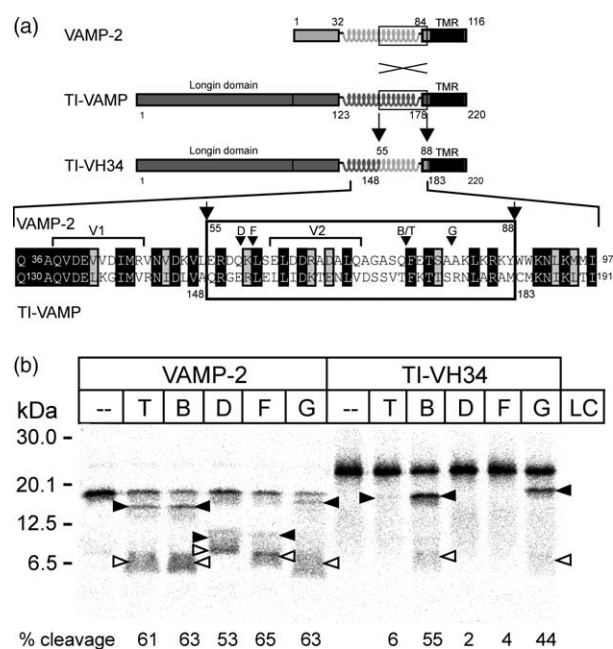 (a)
1 32 84 TMR 116
VAMP-2
Longin domain TMR
TI-VAMP
1 123 178 220
Longin domain 55 88 TMR
TI-VH34
1 148 183 220
VAMP-2
V1 55 D F V2 B/T G 88
Q 36 AQVDEVVDIMRVNVDKVLERDQKLSELDDRADALQAGASQFETSAAKLKRKYWWKNLKMMI 97
Q 130 AQVDELKGIMVRNIDLVAQRGERLELLIDKTENLVDSSVTFKTTSRNLARAMCMKNLKLTI 191
148 183
TI-VAMP
(b)
VAMP-2 TI-VH34
kDa -- T B D F G -- T B D F G LC
30.0 -
20.1 -
12.5 -
6.5 -
% cleavage 61 63 53 65 63 6 55 2 4 44